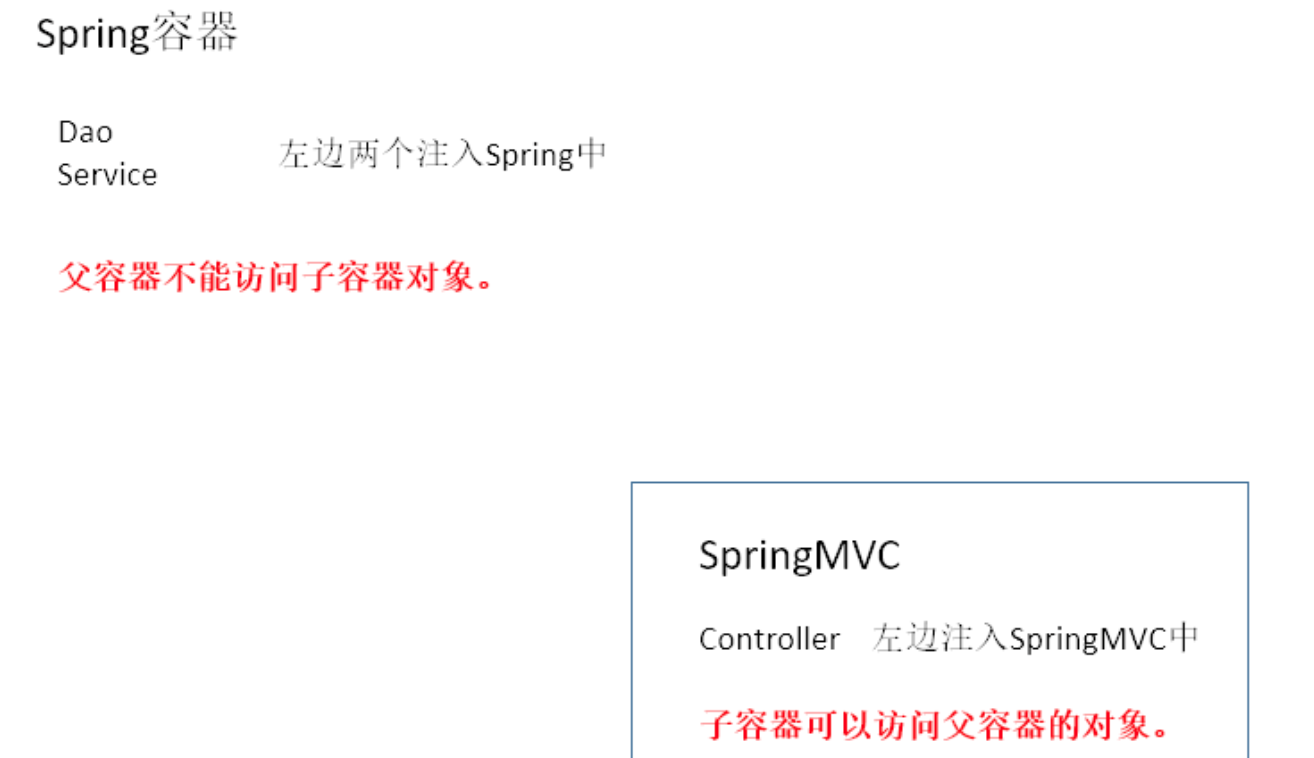 Spring容器
Dao
Service
左边两个注入Spring中
父容器不能访问子容器对象。
SpringMVC
Controller 左边注入SpringMVC中
子容器可以访问父容器的对象。